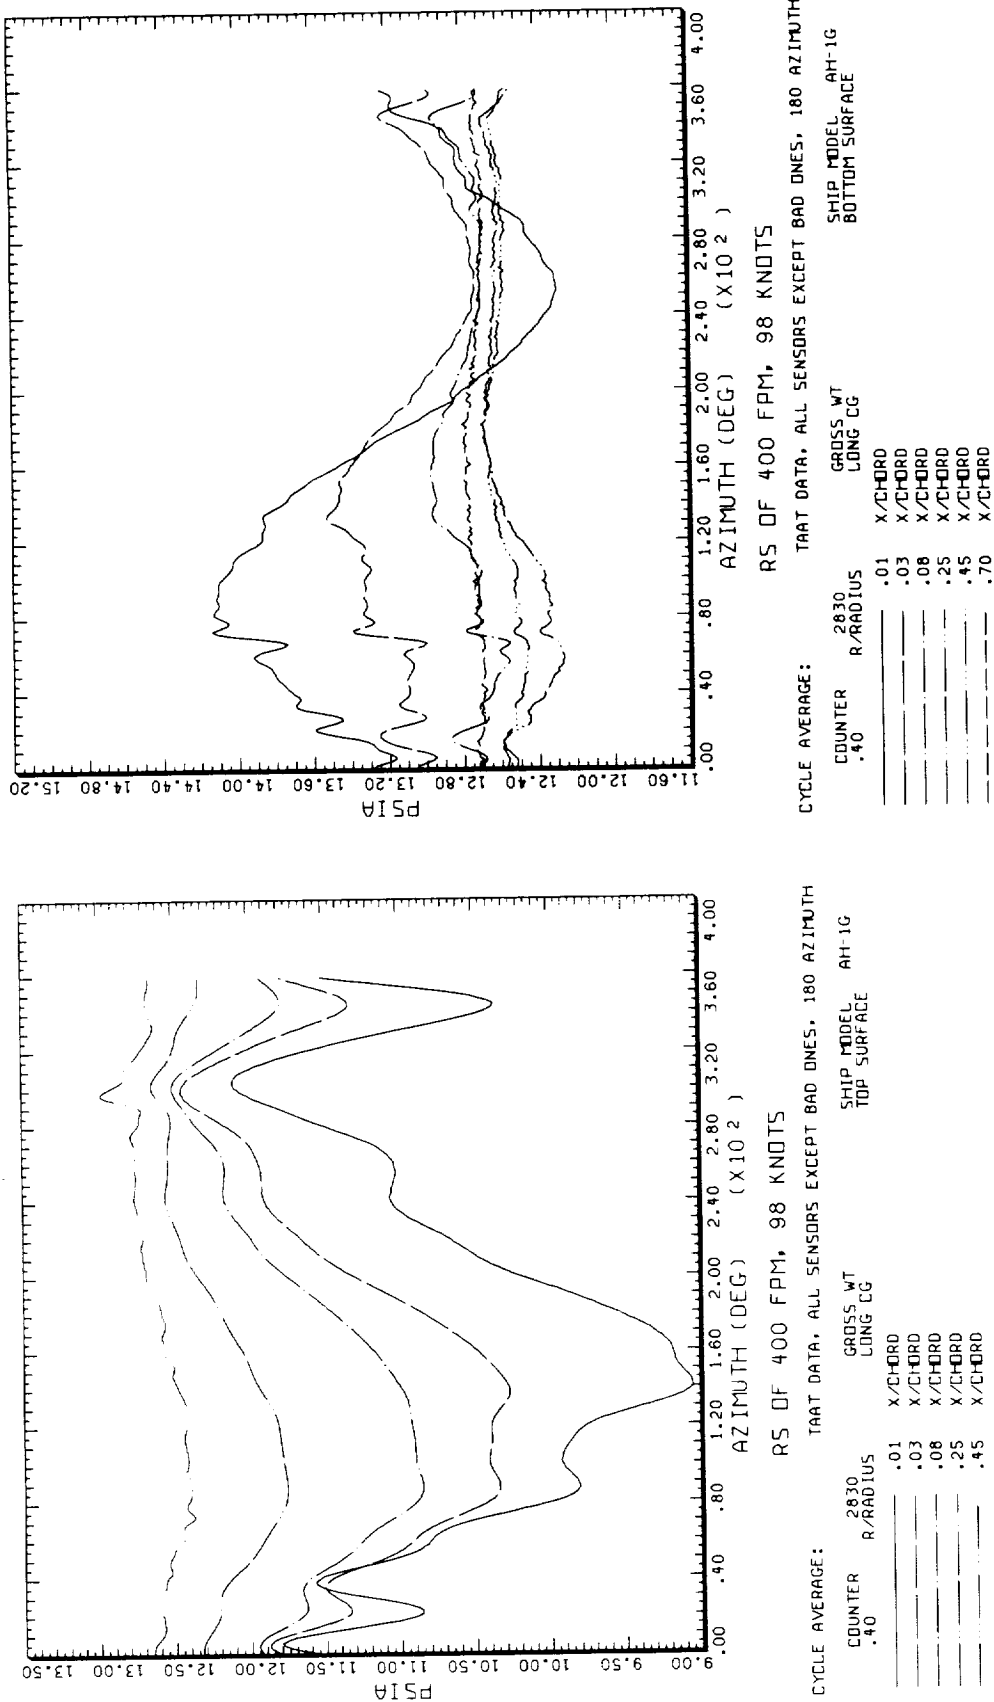 15.20
14.80
14.40
14.00
13.60
13.20
12.80
12.40
12.00
11.60
PSIA
.00
.40
.80
1.20
1.60
2.00
2.40
2.80
3.20
3.60
4.00
AZIMUTH (DEG) (X10 2 )
RS OF 400 FPM, 98 KNOTS
TAAT DATA, ALL SENSORS EXCEPT BAD ONES, 180 AZIMUTH
CYCLE AVERAGE:
COUNTER 2830 GROSS WT SHIP MODEL AH-1G
.40 R/RADIUS LONG CG BOTTOM SURFACE
.01 X/CHORD
.03 X/CHORD
.08 X/CHORD
.25 X/CHORD
.45 X/CHORD
.70 X/CHORD
13.50
13.00
12.50
12.00
11.50
11.00
10.50
10.00
9.50
9.00
PSIA
.00
.40
.80
1.20
1.60
2.00
2.40
2.80
3.20
3.60
4.00
AZIMUTH (DEG) (X10 2 )
RS OF 400 FPM, 98 KNOTS
TAAT DATA, ALL SENSORS EXCEPT BAD ONES, 180 AZIMUTH
CYCLE AVERAGE:
COUNTER 2830 GROSS WT SHIP MODEL AH-1G
.40 R/RADIUS LONG CG TOP SURFACE
.01 X/CHORD
.03 X/CHORD
.08 X/CHORD
.25 X/CHORD
.45 X/CHORD